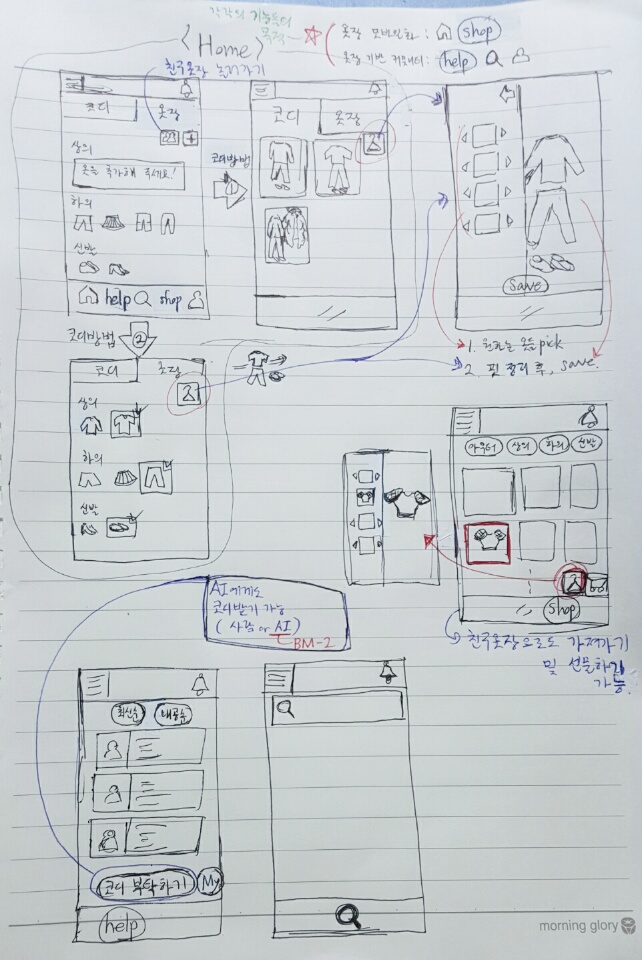 각각의 기능들의
목적
옷장 모바일화 : shop
옷장 기반 커뮤니티 : help
<Home>
친구옷장 놀러가기
코디 옷장
상의
옷을 추가해 주세요!
하의
신발
help shop
코디방법
①
코디 옷장
save
1. 원하는 옷들 pick
2. 핏 정리 후, save.
코디방법
②
코디 옷장
상의
하의
신발
아우터 상의 하의 신발
shop
친구옷장으로도 가져가기
및 선물하기
가능.
AI에게도
코디받기 가능
(사람 or AI)
BM-2
최신순 내공순
코디 부탁하기 My
help
morning glory